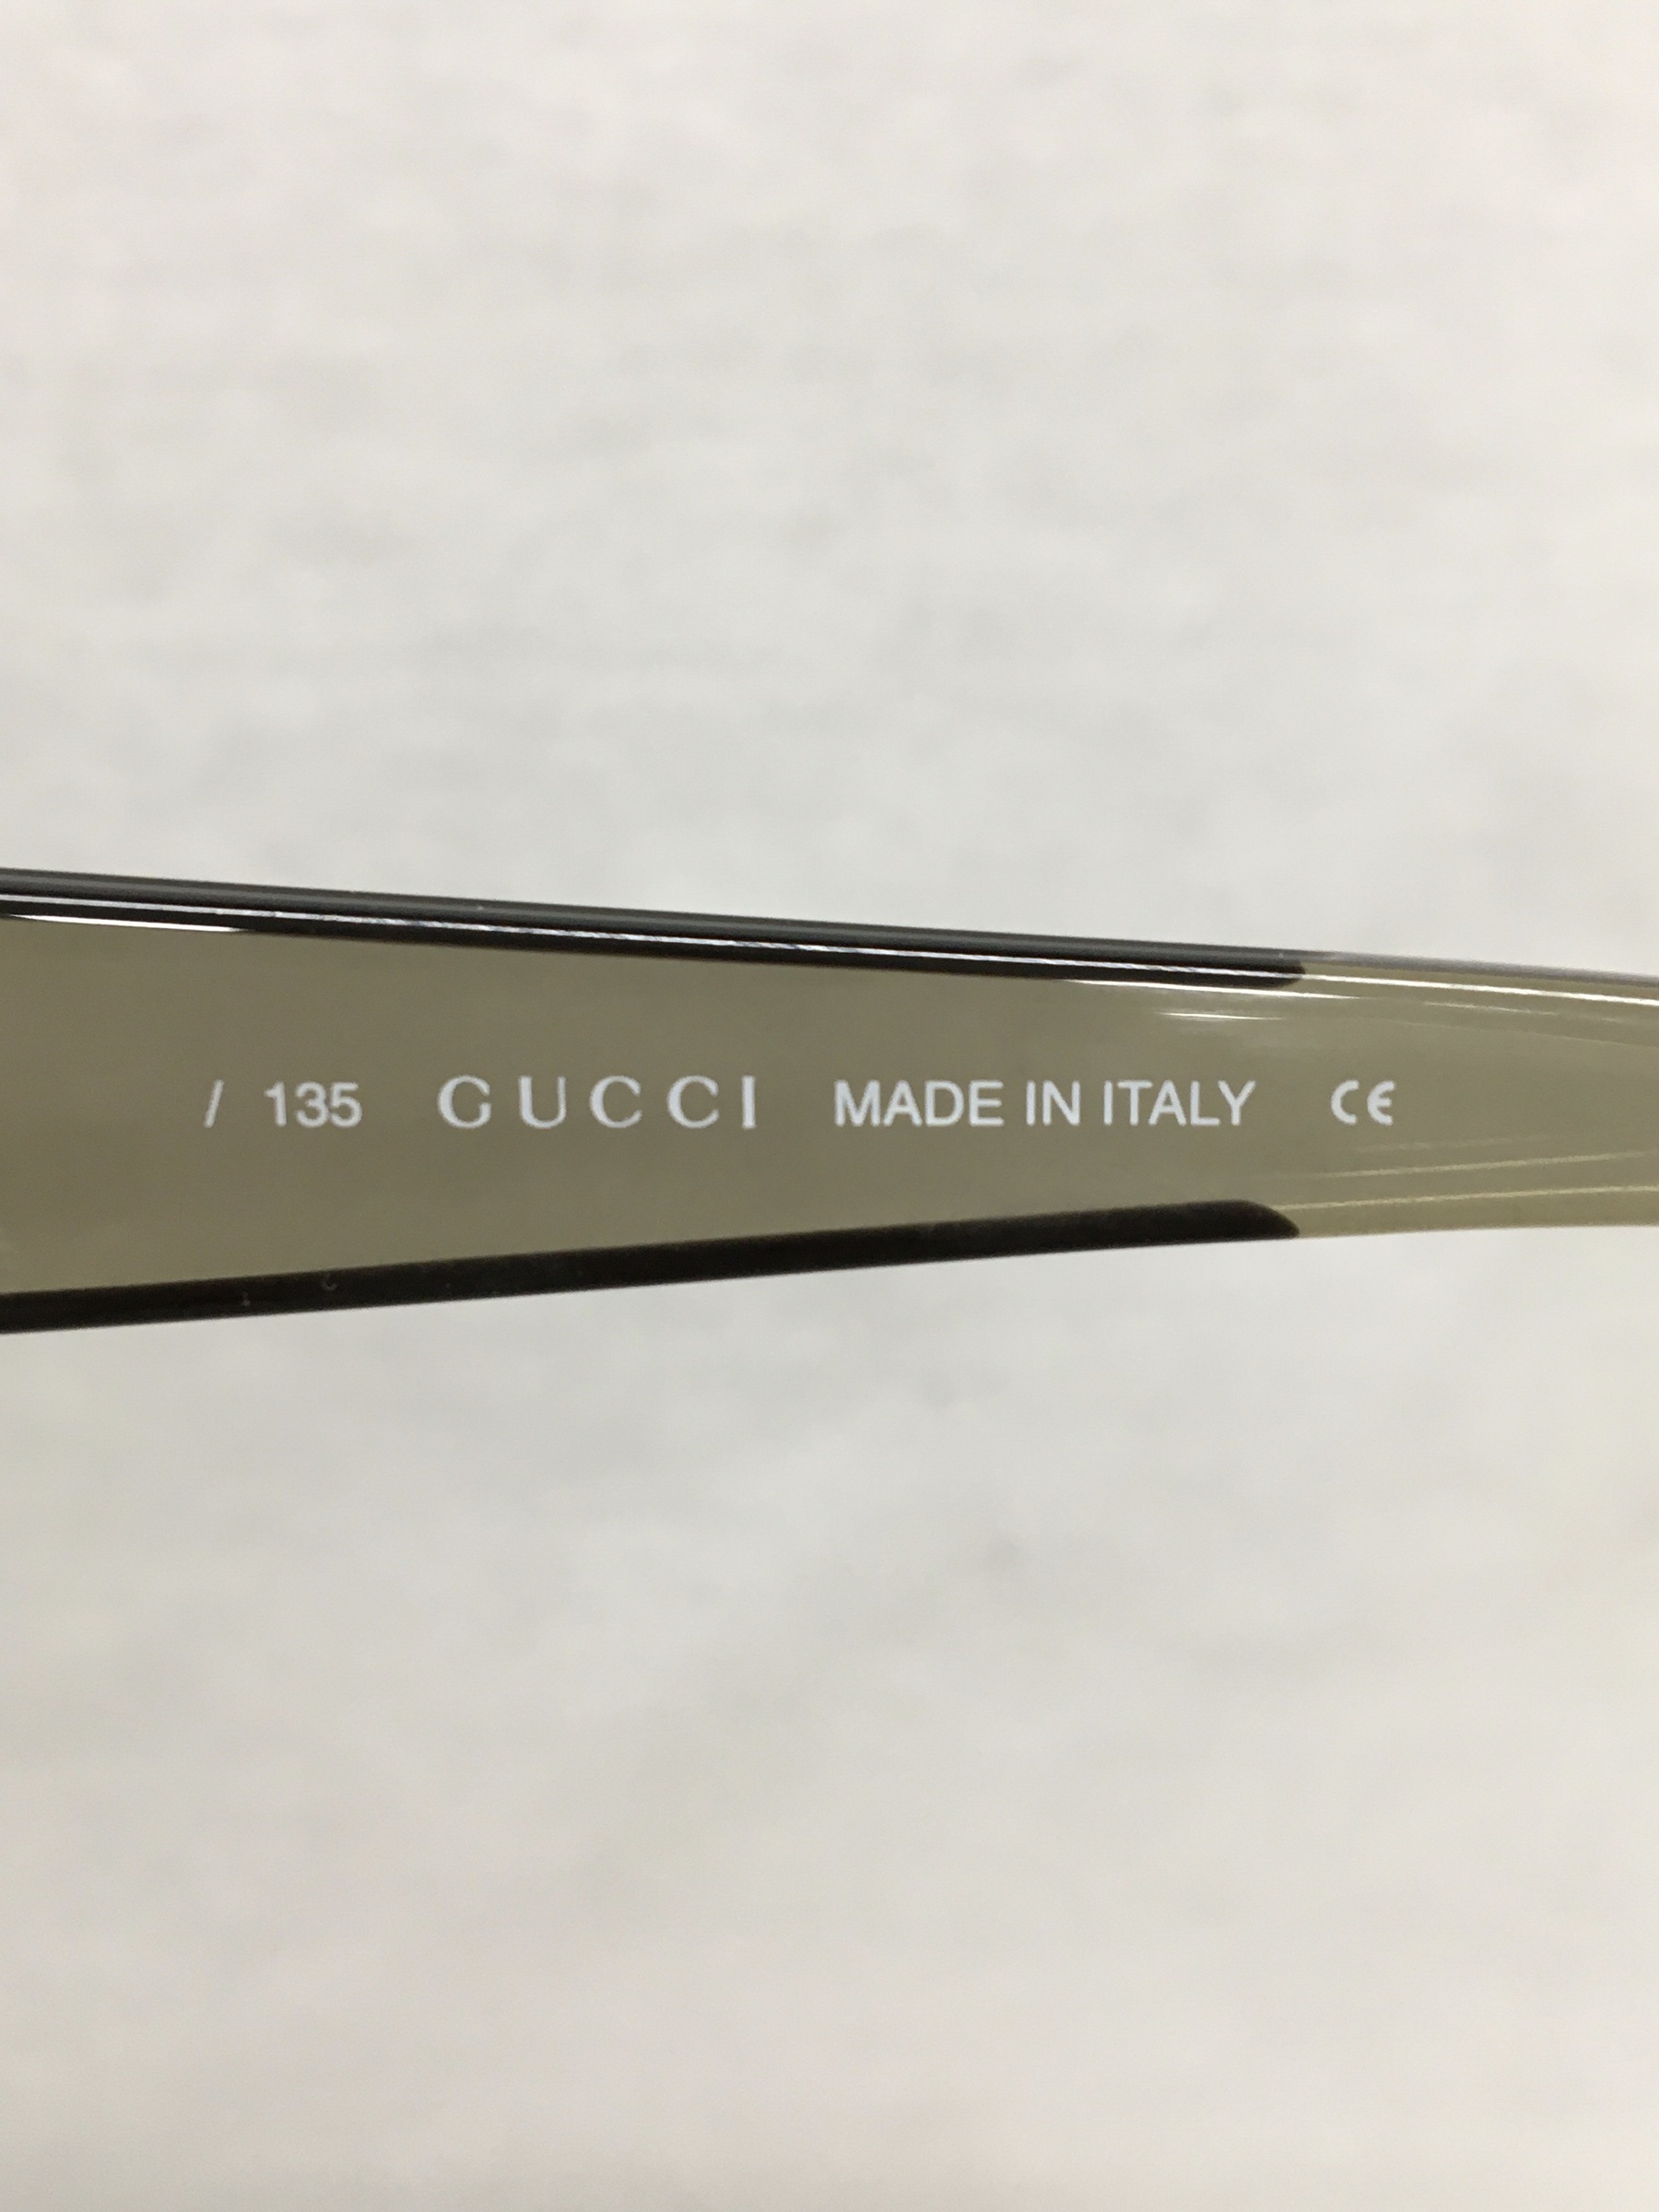 / 135 GUCCI MADE IN ITALY CE